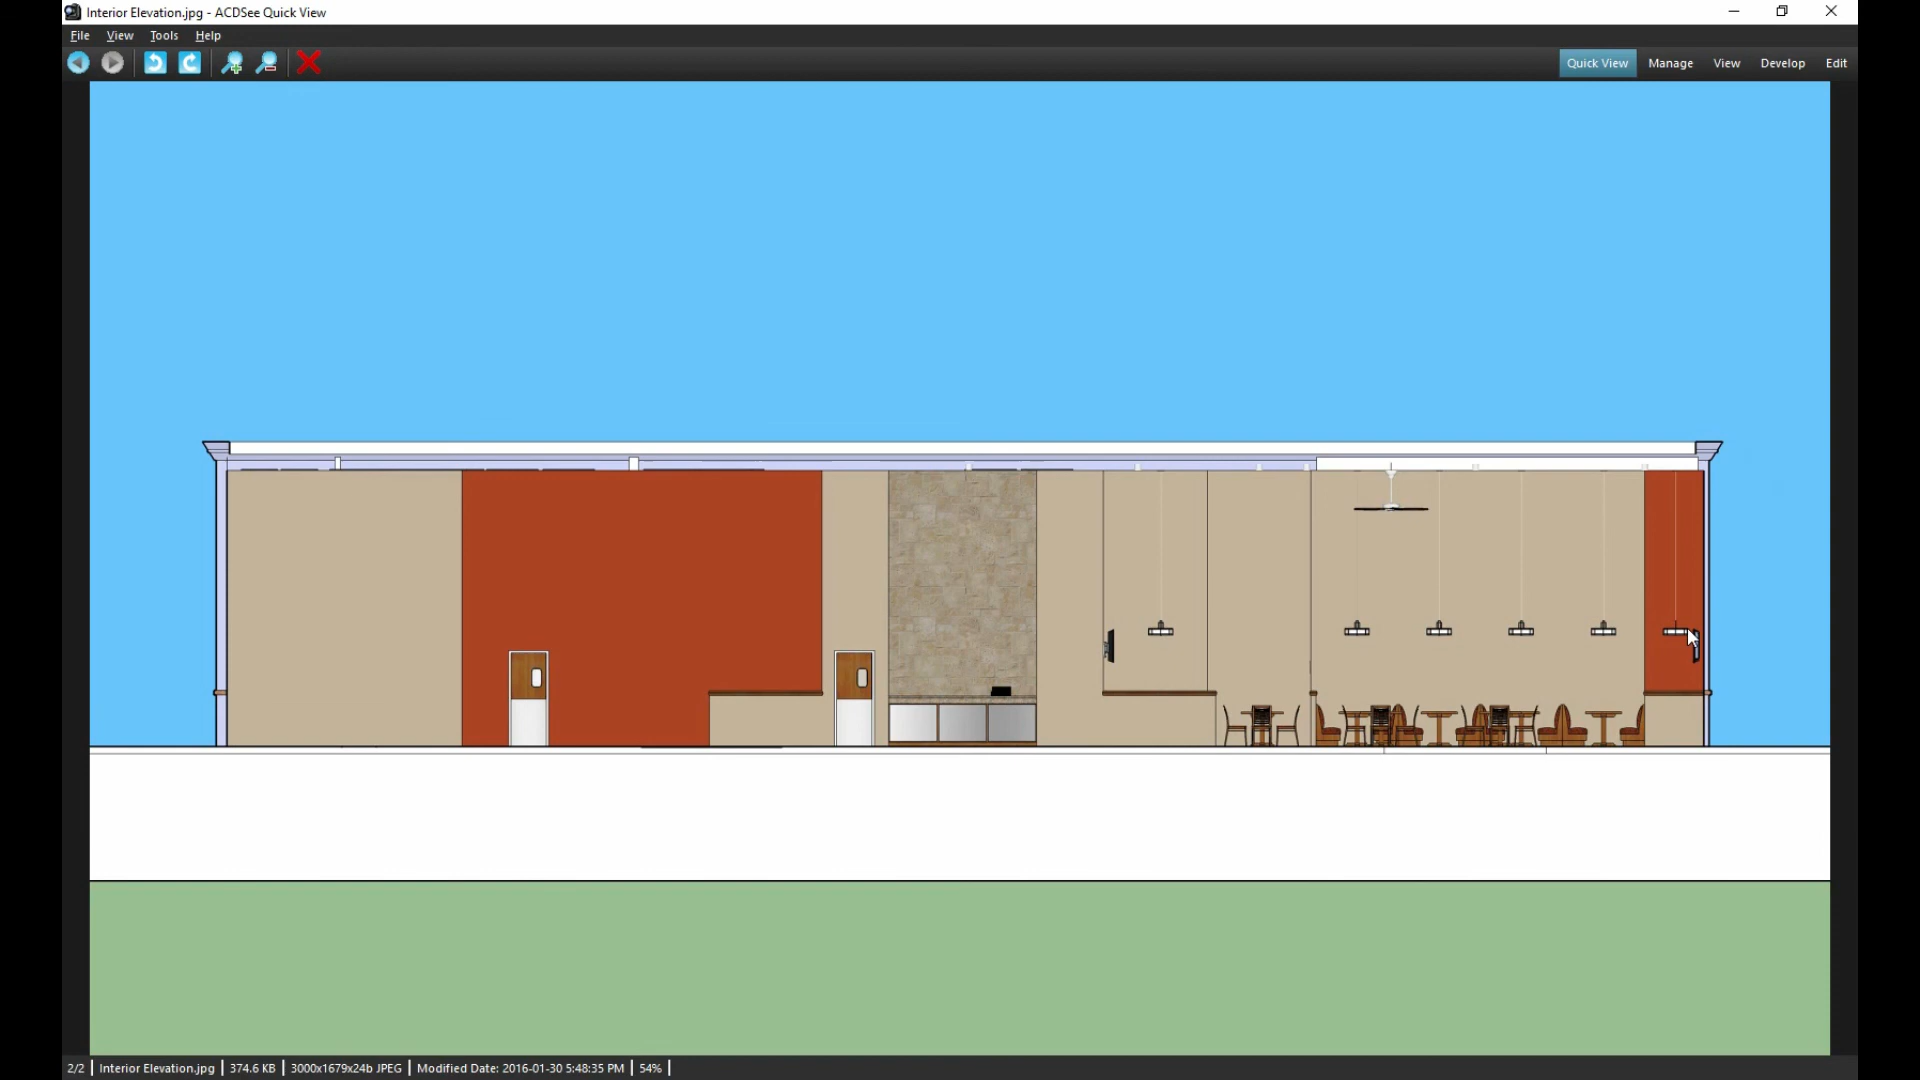 Interior Elevation.jpg - ACDSee Quick View
File View Tools Help
Quick View Manage View Develop Edit
2/2 Interior Elevation.jpg 374.6 KB 3000x1679x24b JPEG Modified Date: 2016-01-30 5:48:35 PM 54%